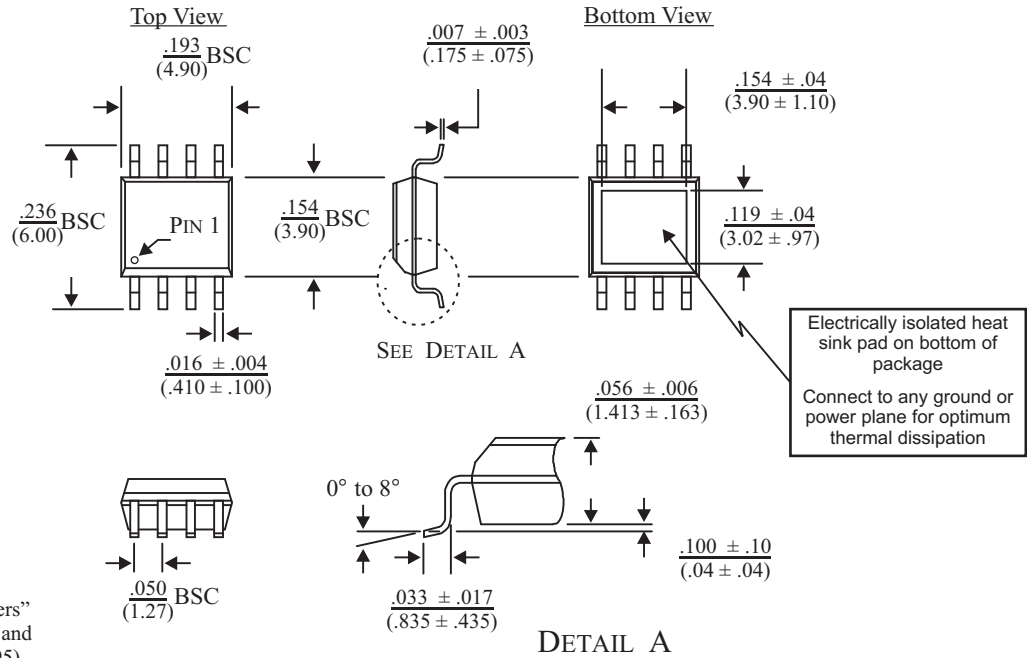 Top View
Bottom View
.193
(4.90)
BSC
.007 ±.003
(.175 ± .075)
.154 ±.04
(3.90 ± 1.10)
.236
(6.00)
BSC
PIN 1
.154
(3.90)
BSC
.119 ±.04
(3.02 ± .97)
.016 ±.004
(.410 ± .100)
SEE DETAIL A
Electrically isolated heat
sink pad on bottom of
package
Connect to any ground or
power plane for optimum
thermal dissipation
.056 ±.006
(1.413 ± .163)
0° to 8°
.050
(1.27)
BSC
.033 ± .017
(.835 ± .435)
.100 ± .10
(.04 ± .04)
DETAIL A
ers”
and